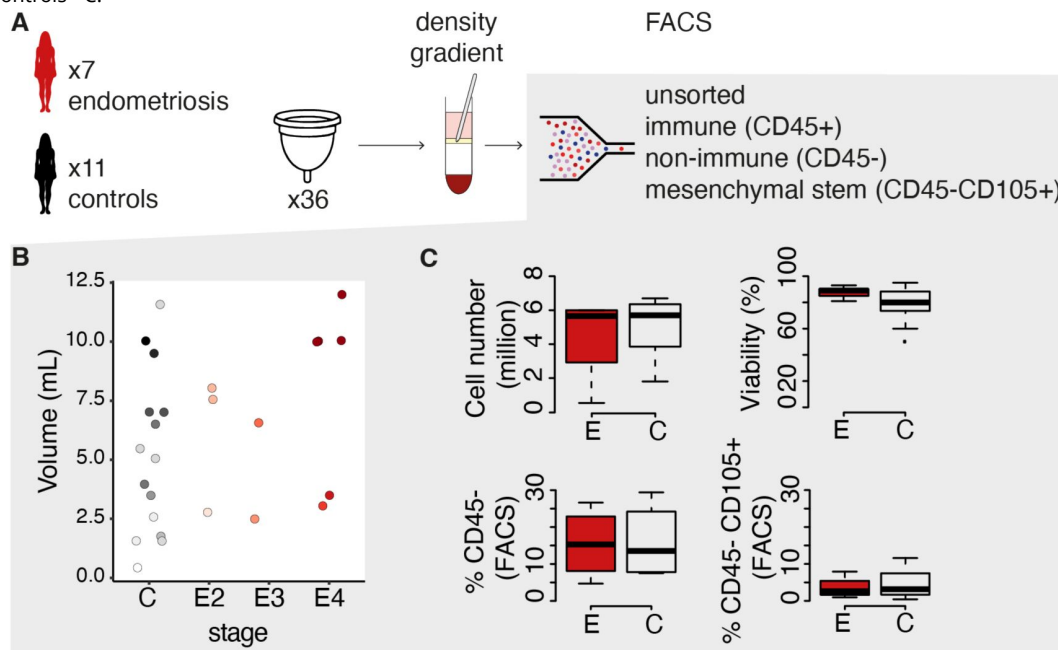 ontrols - C.
A
x7
endometriosis
x11
controls
x36
density
gradient
FACS
unsorted
immune (CD45+)
non-immune (CD45-)
mesenchymal stem (CD45-CD105+)
B
Volume (mL)
12.5
10.0
7.5
5.0
2.5
0.0
C E2 E3 E4
stage
C
Cell number
(million)
8
6
4
2
0
E C
Viability (%)
100
60
20
0
E C
% CD45-
(FACS)
30
10
0
E C
% CD45- CD105+
(FACS)
30
10
0
E C